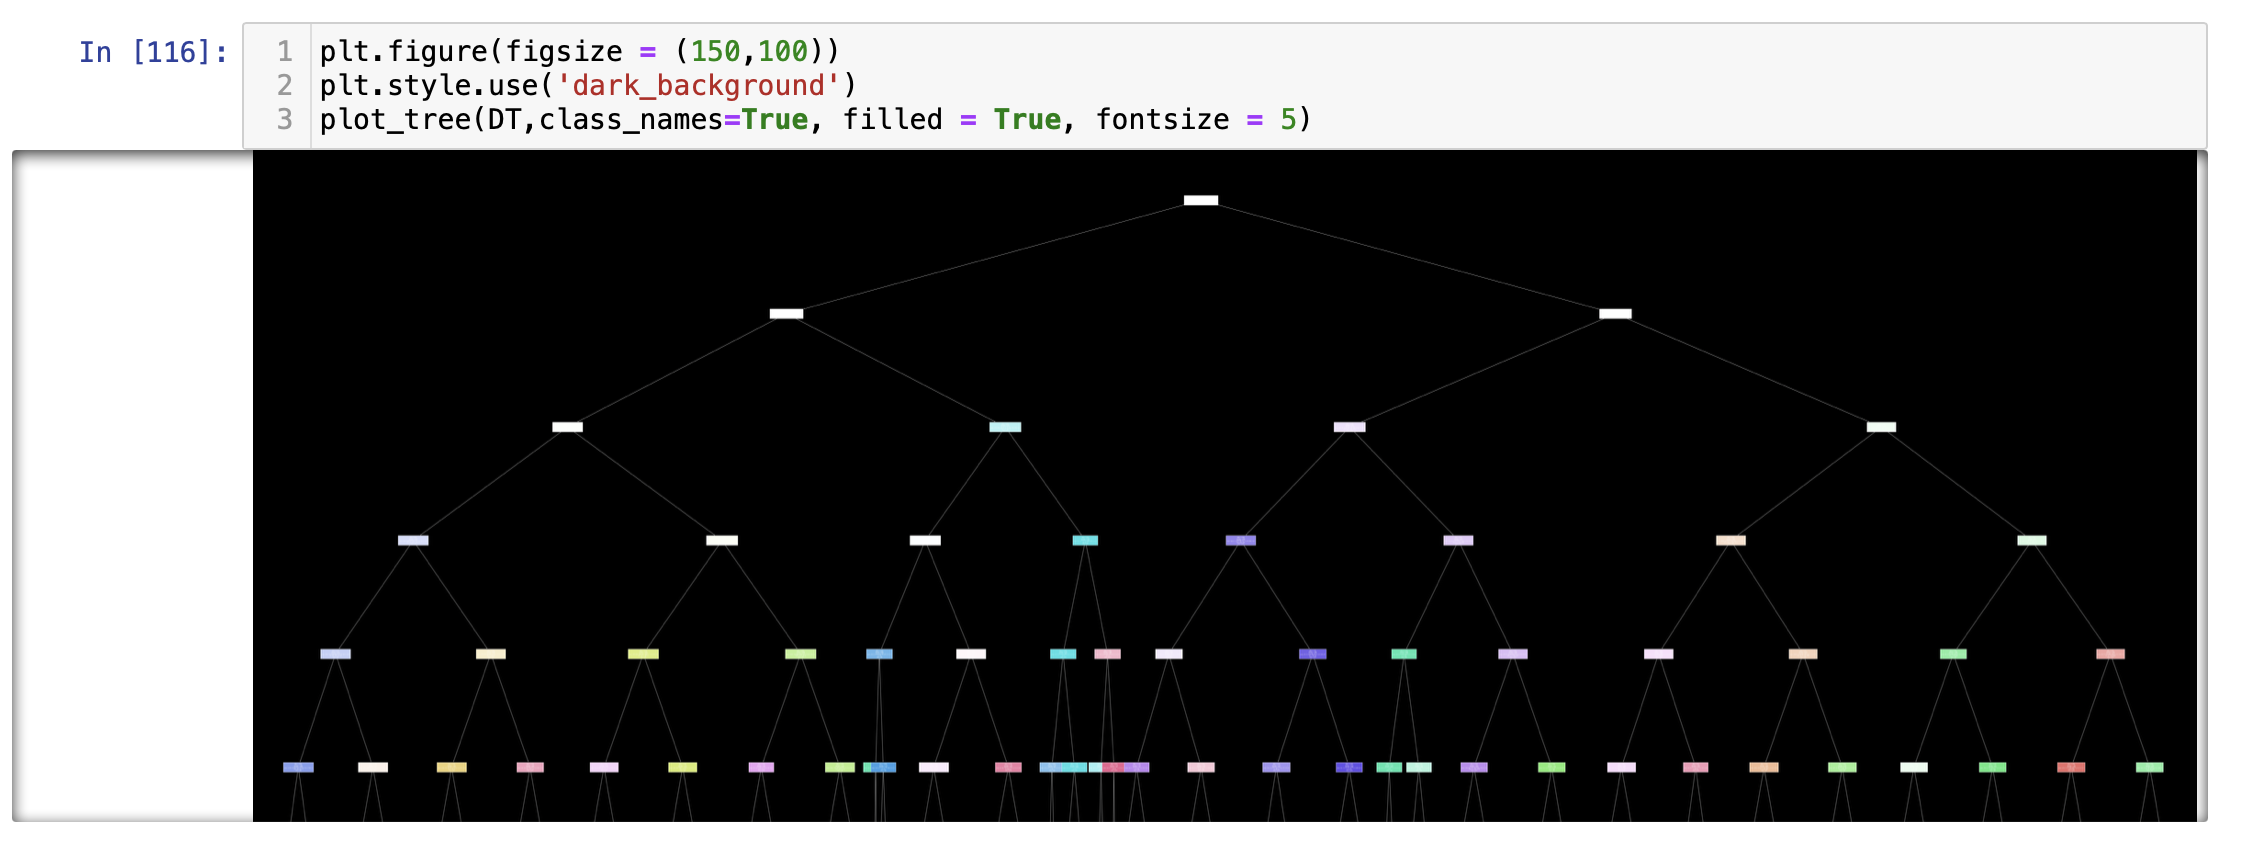 In [116]:
1 plt.figure(figsize = (150,100))
2 plt.style.use('dark_background')
3 plot_tree(DT,class_names=True, filled = True, fontsize = 5)